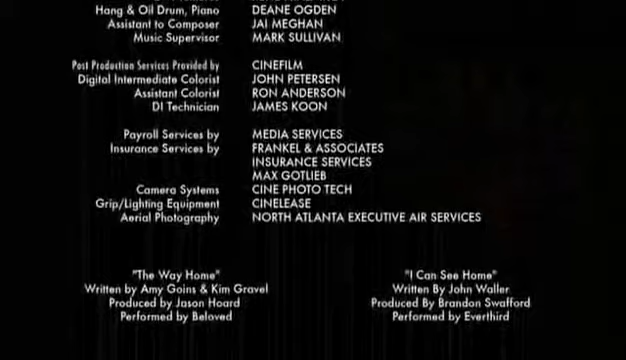 Hang & Oil Drum, Piano DEANE OGDEN
Assistant to Composer JAI MEGHAN
Music Supervisor MARK SULLIVAN
Post Production Services Provided by CINEFILM
Digital Intermediate Colorist JOHN PETERSEN
Assistant Colorist RON ANDERSON
DI Technician JAMES KOON
Payroll Services by MEDIA SERVICES
Insurance Services by FRANKEL & ASSOCIATES
INSURANCE SERVICES
MAX GOTLIEB
Camera Systems CINE PHOTO TECH
Grip/Lighting Equipment CINELEASE
Aerial Photography NORTH ATLANTA EXECUTIVE AIR SERVICES
"The Way Home"
Written by Amy Goins & Kim Gravel
Produced by Jason Hoard
Performed by Beloved
"I Can See Home"
Written By John Waller
Produced By Brandon Swafford
Performed by Everthird